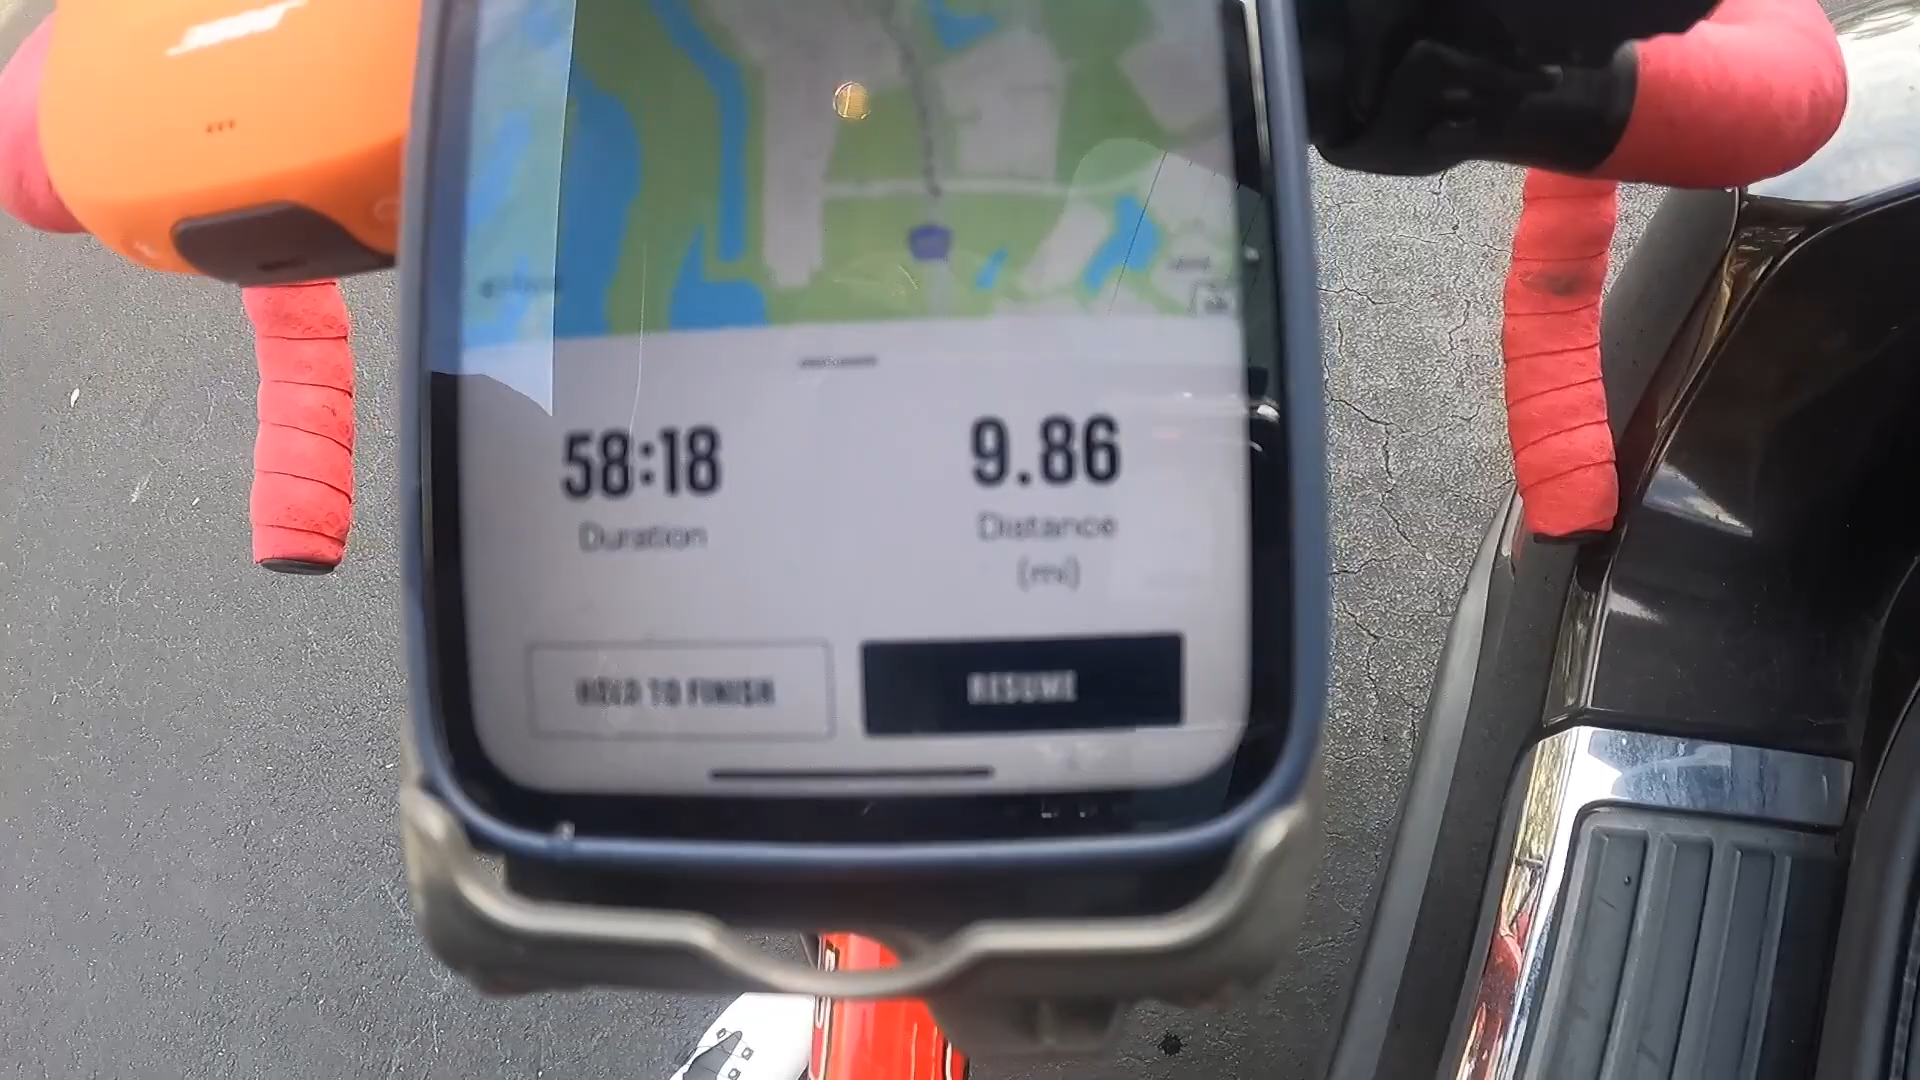 58:18
9.86
Duration
Distance
(mi)
HOLD TO FINISH
RESUME